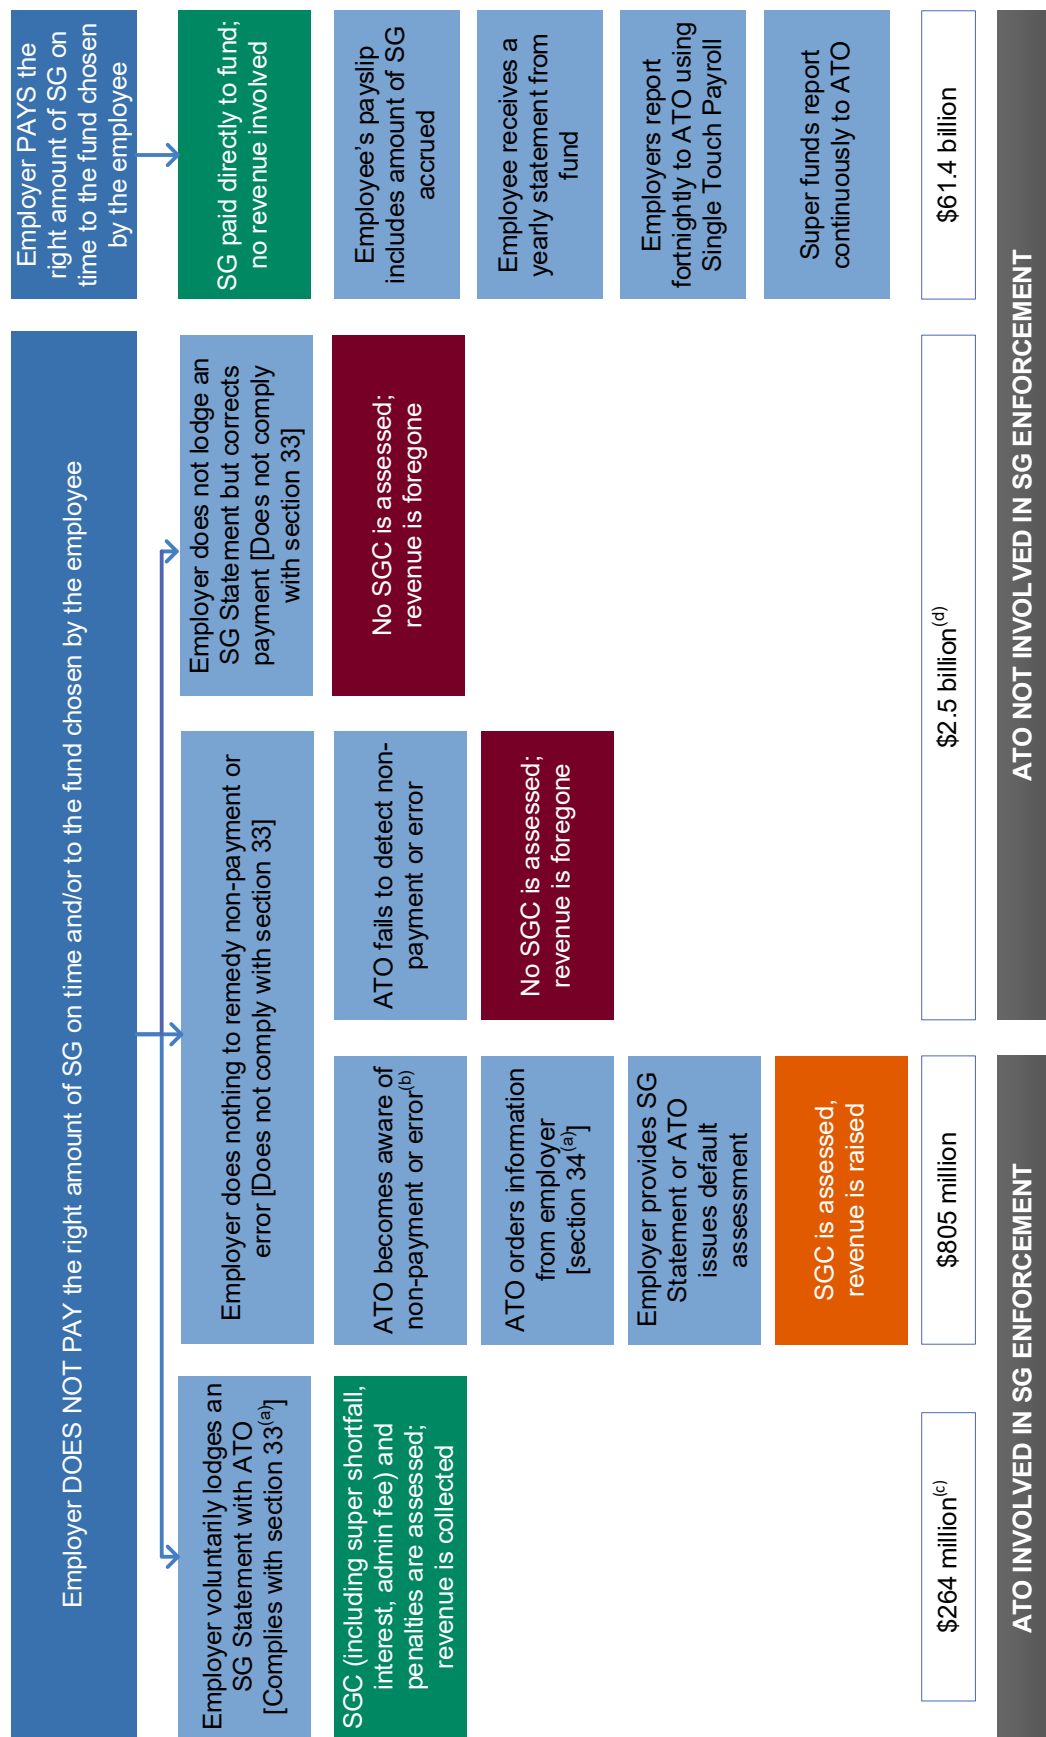 Employer DOES NOT PAY the right amount of SG on time and/or to the fund chosen by the employee
Employer PAYS the
right amount of SG on
time to the fund chosen
by the employee
Employer voluntarily lodges an
SG Statement with ATO
[Complies with section 33(a)]
Employer does nothing to remedy non-payment or
error [Does not comply with section 33]
Employer does not lodge an
SG Statement but corrects
payment [Does not comply
with section 33]
SG paid directly to fund;
no revenue involved
SGC (including super shortfall,
interest, admin fee) and
penalties are assessed;
revenue is collected
ATO becomes aware of
non-payment or error(b)
ATO fails to detect non-
payment or error
No SGC is assessed;
revenue is foregone
Employee’s payslip
includes amount of SG
accrued
ATO orders information
from employer
[section 34(a)]
No SGC is assessed;
revenue is foregone
Employee receives a
yearly statement from
fund
Employer provides SG
Statement or ATO
issues default
assessment
Employers report
fortnightly to ATO using
Single Touch Payroll
SGC is assessed,
revenue is raised
Super funds report
continuously to ATO
$264 million(c)
$805 million
$2.5 billion(d)
$61.4 billion
ATO INVOLVED IN SG ENFORCEMENT
ATO NOT INVOLVED IN SG ENFORCEMENT